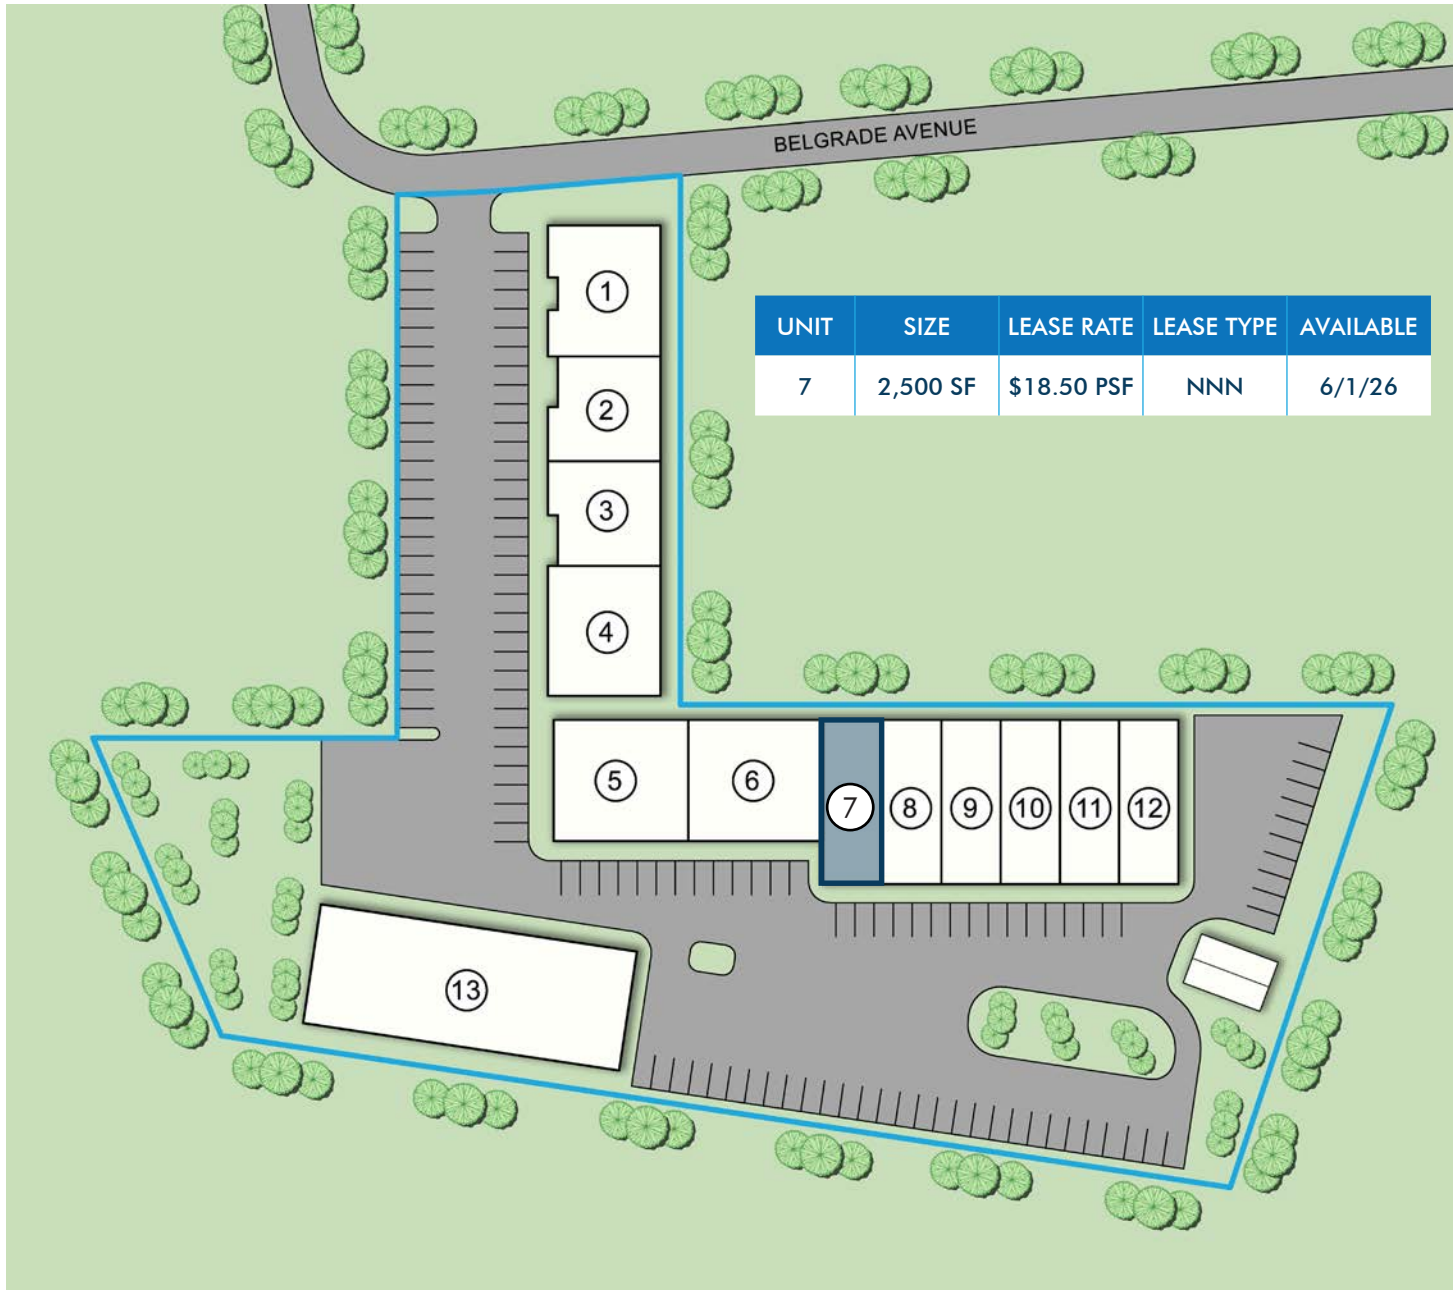 BELGRADE AVENUE
UNIT SIZE LEASE RATE LEASE TYPE AVAILABLE
7 2,500 SF $18.50 PSF NNN 6/1/26
1
2
3
4
5 6 7 8 9 10 11 12
13